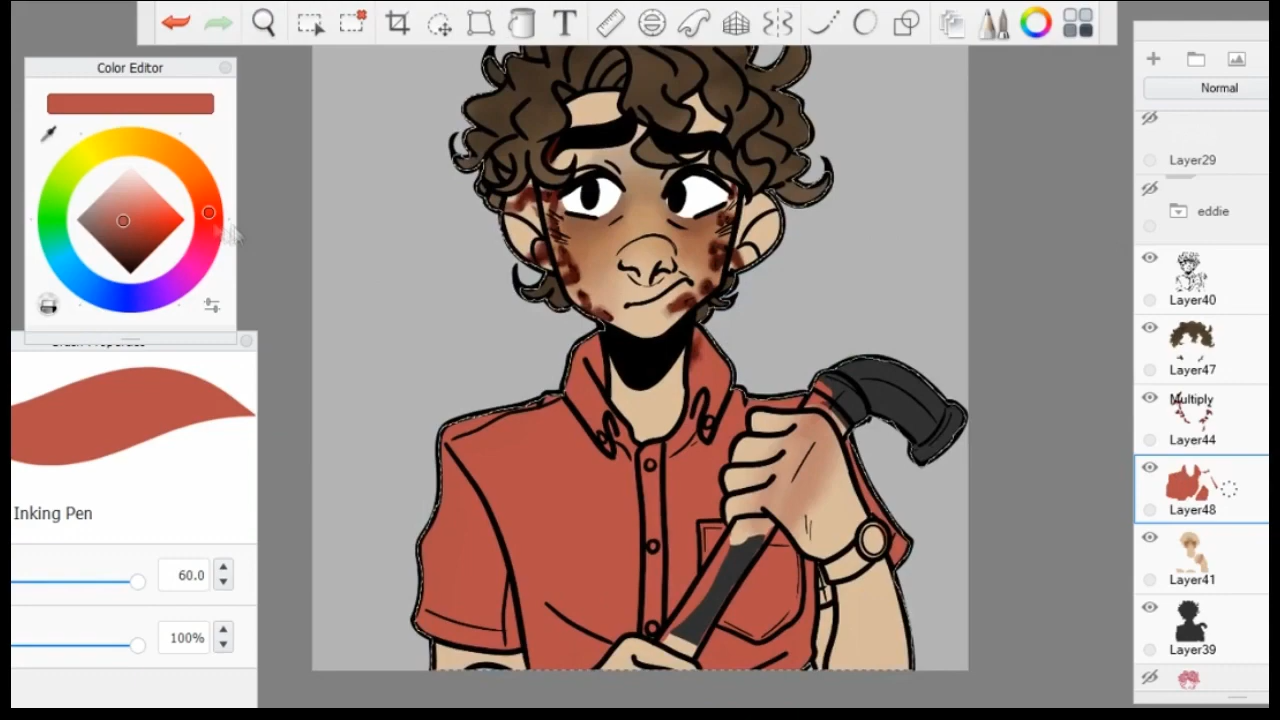 Color Editor
Inking Pen
60.0
100%
Normal
Layer29
eddie
Layer40
Layer47
Multiply
Layer44
Layer48
Layer41
Layer39